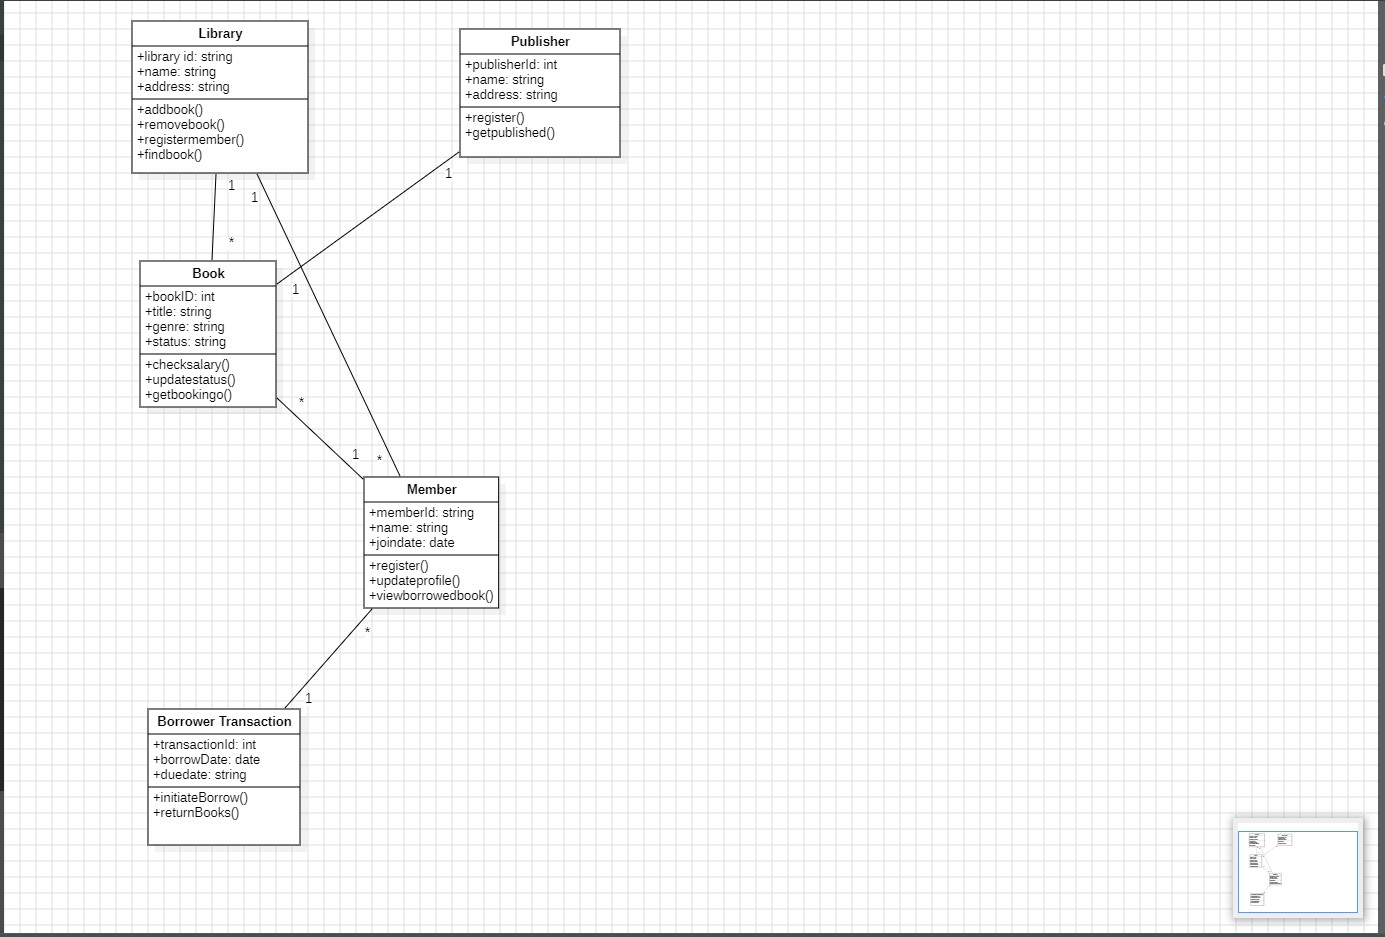 Library
+library id: string
+name: string
+address: string
+addbook()
+removebook()
+registermember()
+findbook()
Publisher
+publisherId: int
+name: string
+address: string
+register()
+getpublished()
1
1
1
*
1
Book
+bookID: int
+title: string
+genre: string
+status: string
+checksalary()
+updatestatus()
+getbookingo()
*
1
*
Member
+memberId: string
+name: string
+joindate: date
+register()
+updateprofile()
+viewborrowedbook()
*
1
Borrower Transaction
+transactionId: int
+borrowDate: date
+duedate: string
+initiateBorrow()
+returnBooks()